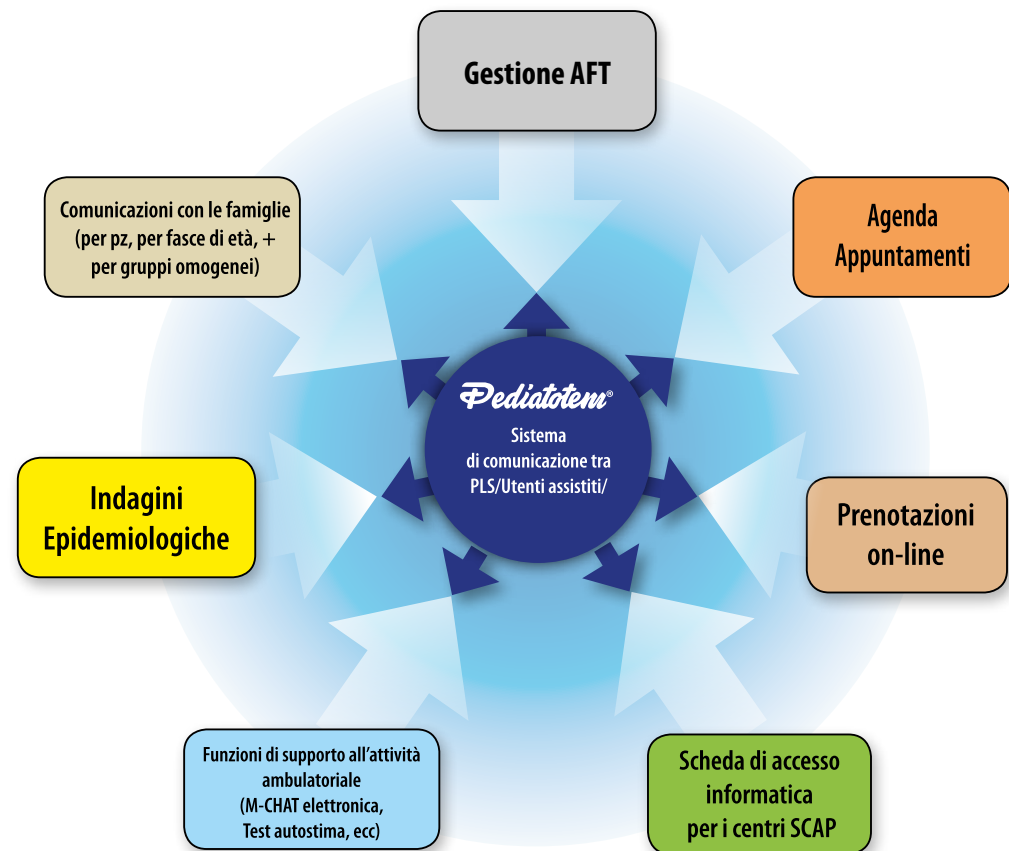 Gestione AFT
Comunicazioni con le famiglie
(per pz, per fasce di età, +
per gruppi omogenei)
Agenda
Appuntamenti
Pediatotem®
Sistema
di comunicazione tra
PLS/Utenti assistiti/
Indagini
Epidemiologiche
Prenotazioni
on-line
Funzioni di supporto all'attività
ambulatoriale
(M-CHAT elettronica,
Test autostima, ecc)
Scheda di accesso
informatica
per i centri SCAP